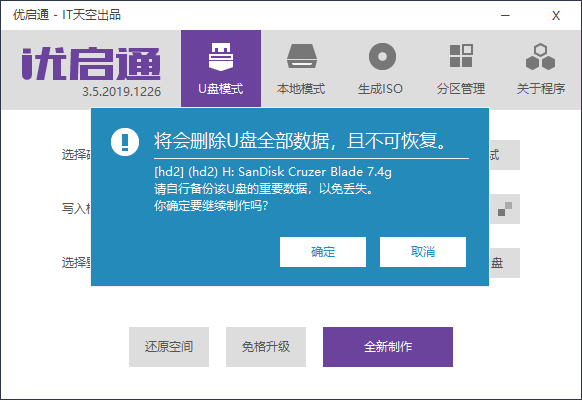 优启通 - IT天空出品
X
优启通
3.5.2019.1226
U盘模式
本地模式
生成ISO
分区管理
关于程序
将会删除U盘全部数据，且不可恢复。
选择
试
[hd2] (hd2) H: SanDisk Cruzer Blade 7.4g
请自行备份该U盘的重要数据，以免丢失。
写入
你确定要继续制作吗?
确定
取消
选择
盘
还原空间
免格升级
全新制作